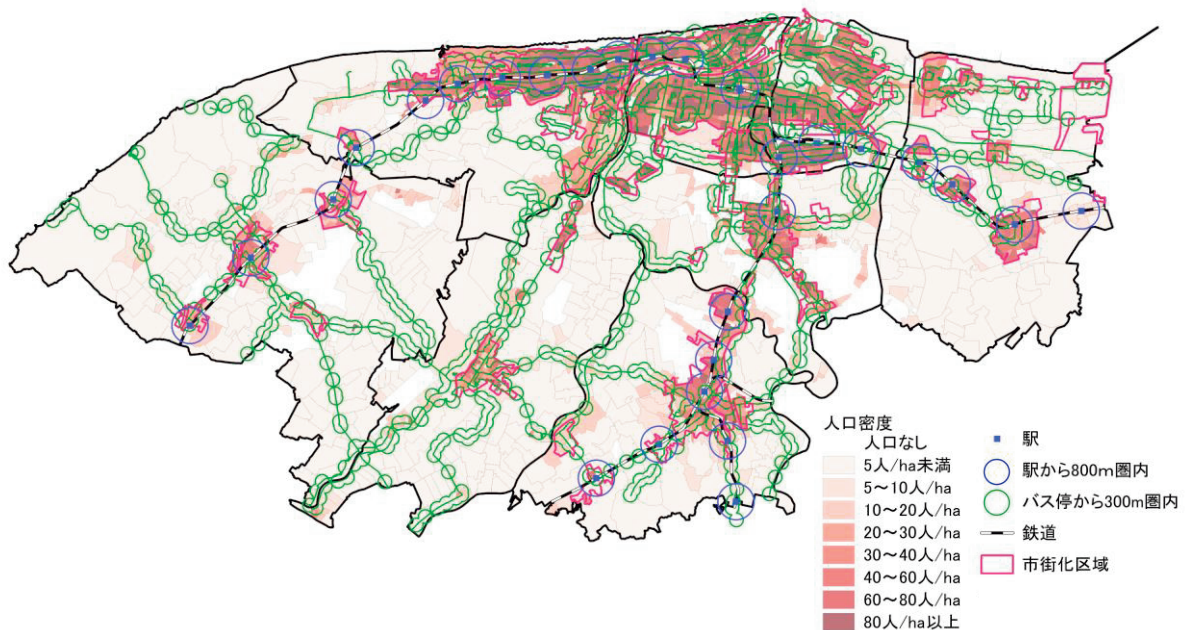 人口密度
人口なし
5人/ha未満
5～10人/ha
10～20人/ha
20～30人/ha
30～40人/ha
40～60人/ha
60～80人/ha
80人/ha以上
駅
駅から800m圏内
バス停から300m圏内
鉄道
市街化区域